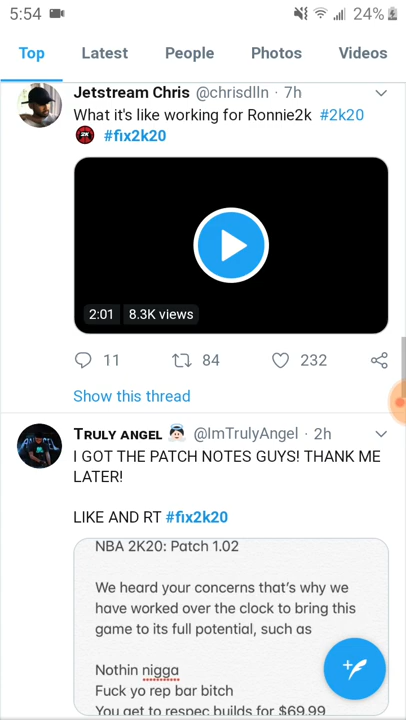 5:54 24%
Top Latest People Photos Videos
Jetstream Chris @chrisdlln · 7h
What it's like working for Ronnie2k #2k20
#fix2k20
2:01 8.3K views
11 84 232
Show this thread
TRULY ANGEL @ImTrulyAngel · 2h
I GOT THE PATCH NOTES GUYS! THANK ME
LATER!
LIKE AND RT #fix2k20
NBA 2K20: Patch 1.02
We heard your concerns that's why we
have worked over the clock to bring this
game to its full potential, such as
Nothin nigga
Fuck yo rep bar bitch
You get to respec builds for $69.99